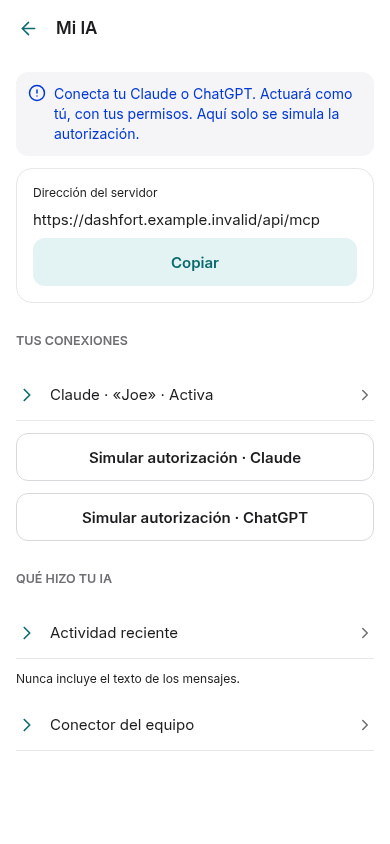 Mi IA
Conecta tu Claude o ChatGPT. Actuará como
tú, con tus permisos. Aquí solo se simula la
autorización.
Dirección del servidor
https://dashfort.example.invalid/api/mcp
Copiar
TUS CONEXIONES
Claude · «Joe» · Activa
Simular autorización · Claude
Simular autorización · ChatGPT
QUÉ HIZO TU IA
Actividad reciente
Nunca incluye el texto de los mensajes.
Conector del equipo